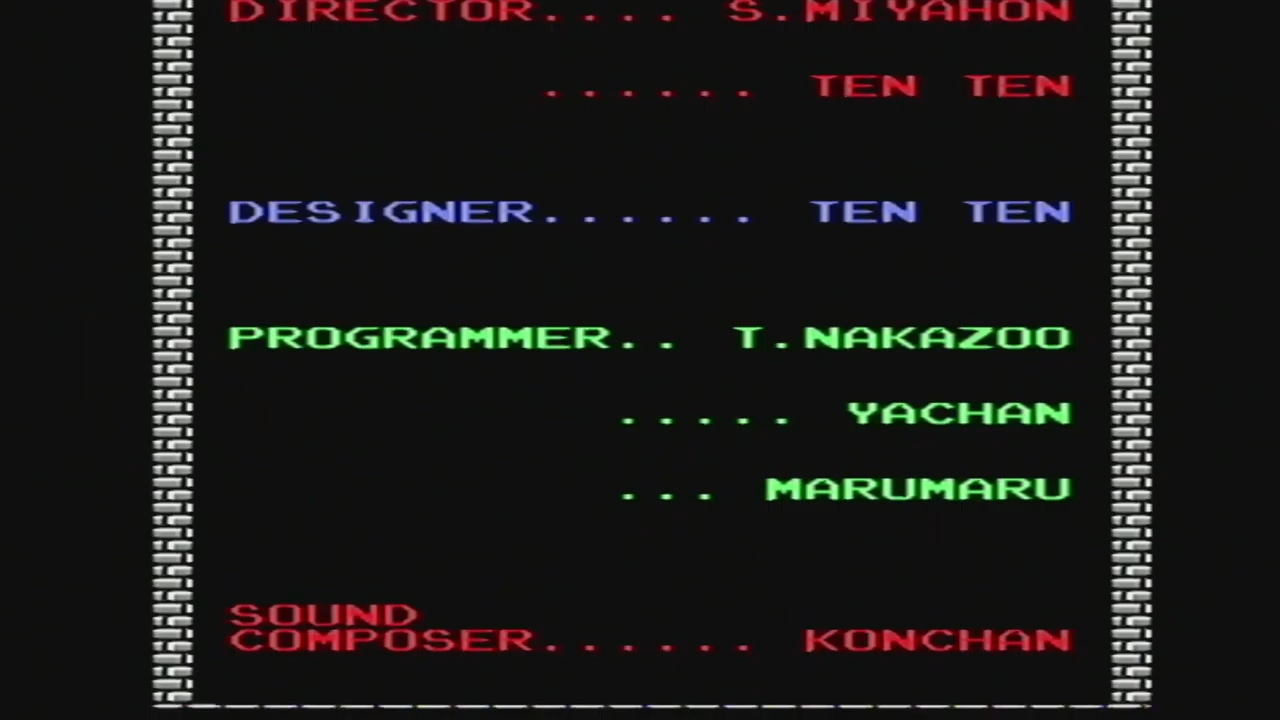 DIRECTOR.... S.MIYAHON
...... TEN TEN
DESIGNER...... TEN TEN
PROGRAMMER.. T.NAKAZOO
..... YACHAN
... MARUMARU
SOUND
COMPOSER...... KONCHAN